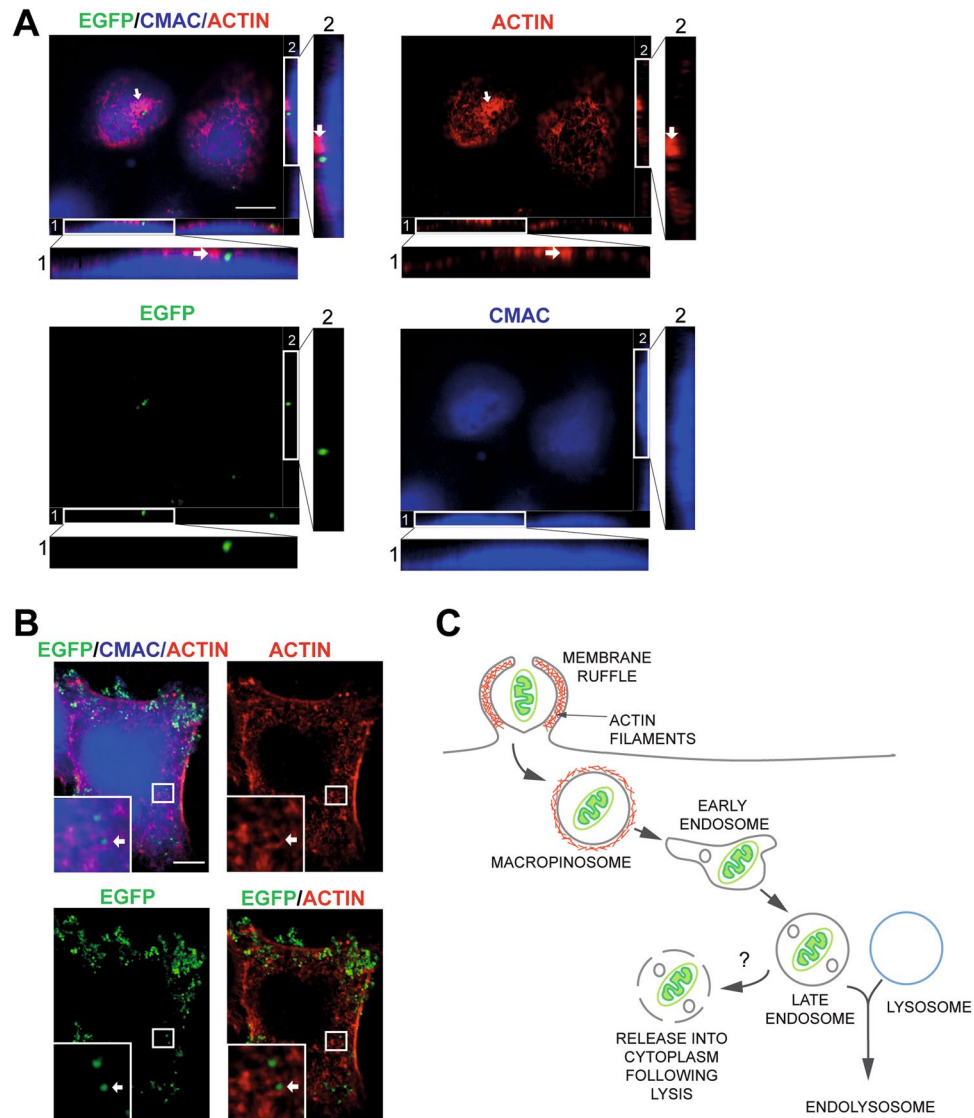 A
EGFP/CMAC/ACTIN
2
2
1
1
ACTIN
2
2
1
1
EGFP
2
2
1
1
CMAC
2
2
1
1
B
EGFP/CMAC/ACTIN
ACTIN
EGFP
EGFP/ACTIN
C
MEMBRANE
RUFFLE
ACTIN
FILAMENTS
MACROPINOSOME
EARLY
ENDOSOME
?
LATE
ENDOSOME
LYSOSOME
RELEASE INTO
CYTOPLASM
FOLLOWING
LYSIS
ENDOLYSOSOME